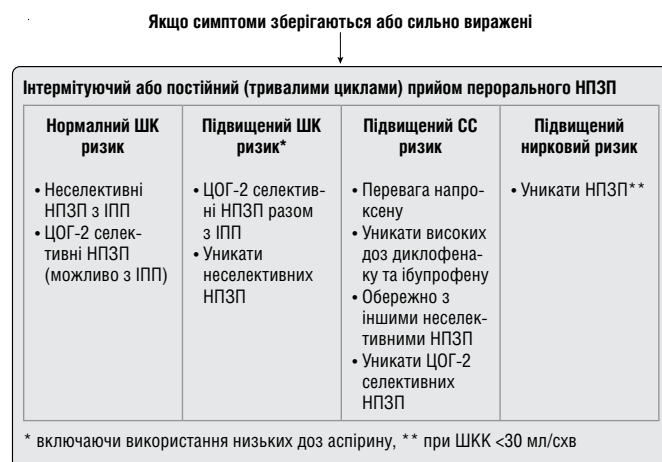 Якщо симптоми зберігаються або сильно виражені
Інтермітуючий або постійний (тривалими циклами) прийом перорального НПЗП
Нормалний ШК
ризик
• Неселективні
НПЗП з ІПП
• ЦОГ-2 селек-
тивні НПЗП
(можливо з ІПП)
Підвищений ШК
ризик*
• ЦОГ-2 селектив-
ні НПЗП разом
з ІПП
• Уникати
неселективних
НПЗП
Підвищений СС
ризик
• Перевага напро-
ксену
• Уникати високих
доз диклофена-
ку та ібупрофену
• Обережно з
іншими неселек-
тивними НПЗП
• Уникати ЦОГ-2
селективних
НПЗП
Підвищений
нирковий ризик
• Уникати НПЗП**
* включаючи використання низьких доз аспірину, ** при ШКК <30 мл/схв